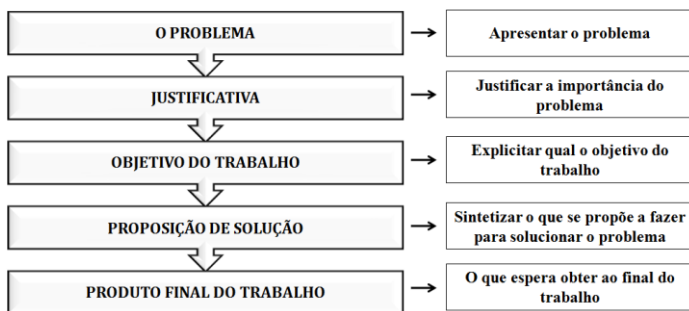 O PROBLEMA
Apresentar o problema
JUSTIFICATIVA
Justificar a importância do
problema
OBJETIVO DO TRABALHO
Explicitar qual o objetivo do
trabalho
PROPOSIÇÃO DE SOLUÇÃO
Sintetizar o que se propõe a fazer
para solucionar o problema
PRODUTO FINAL DO TRABALHO
O que espera obter ao final do
trabalho